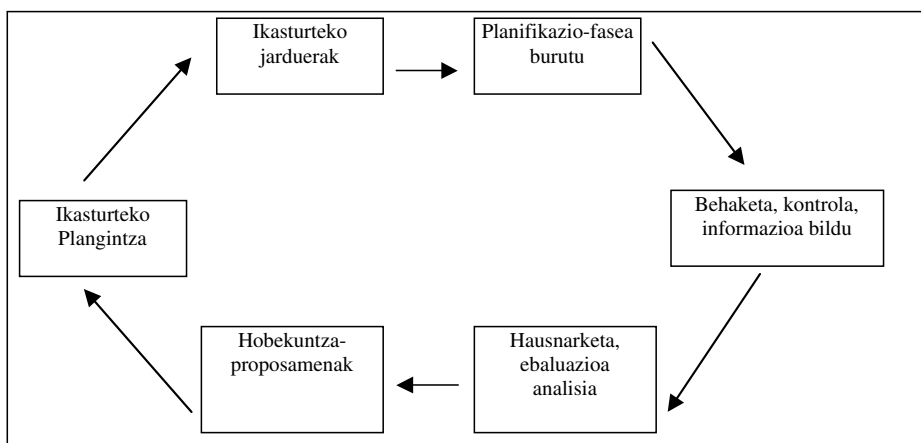 Ikasturteko
jarduerak
Planifikazio-fasea
burutu
Ikasturteko
Plangintza
Behaketa, kontrola,
informazioa bildu
Hobekuntza-
proposamenak
Hausnarketa,
ebaluazioa
analisia